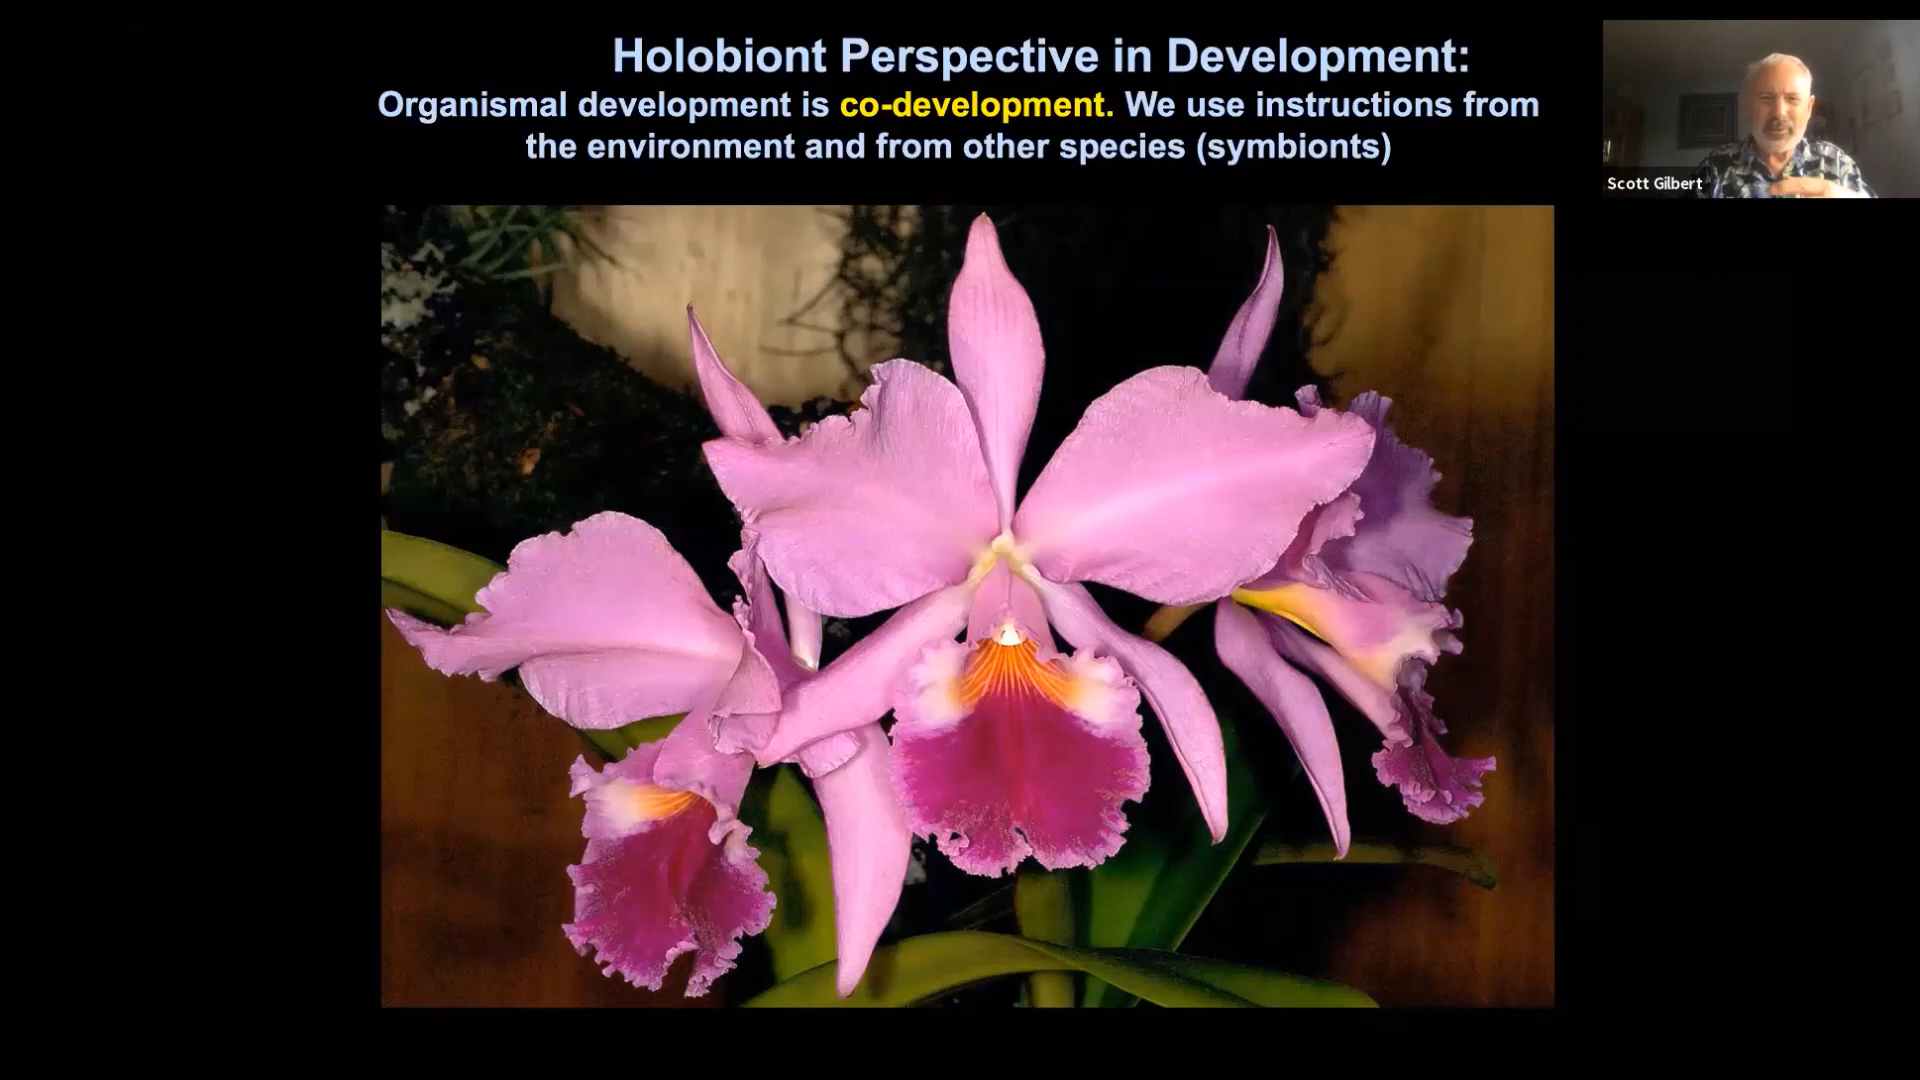 Holobiont Perspective in Development:
Organismal development is co-development. We use instructions from
the environment and from other species (symbionts)
Scott Gilbert